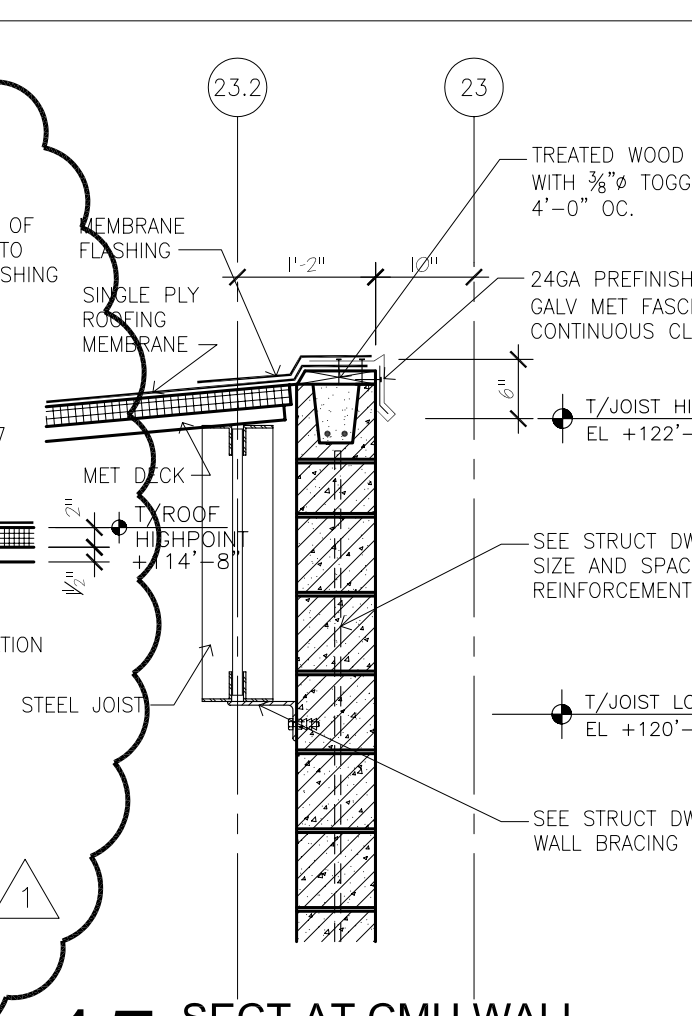 23.2
23
TREATED WOOD
WITH ⅜"ø TOGG
4'-0" OC.
OF
TO
SHING
MEMBRANE
FLASHING
1'-2"
10"
SINGLE PLY
ROOFING
MEMBRANE
24GA PREFINISH
GALV MET FASCI
CONTINUOUS CL
6"
T/JOIST HI
EL +122'-
MET DECK
2"
T/ROOF
HIGHPOINT
+114'-8"
1/2"
SEE STRUCT DW
SIZE AND SPAC
REINFORCEMENT
TION
STEEL JOIST
T/JOIST LO
EL +120'-
SEE STRUCT DW
WALL BRACING
1
SECT AT CMU WALL